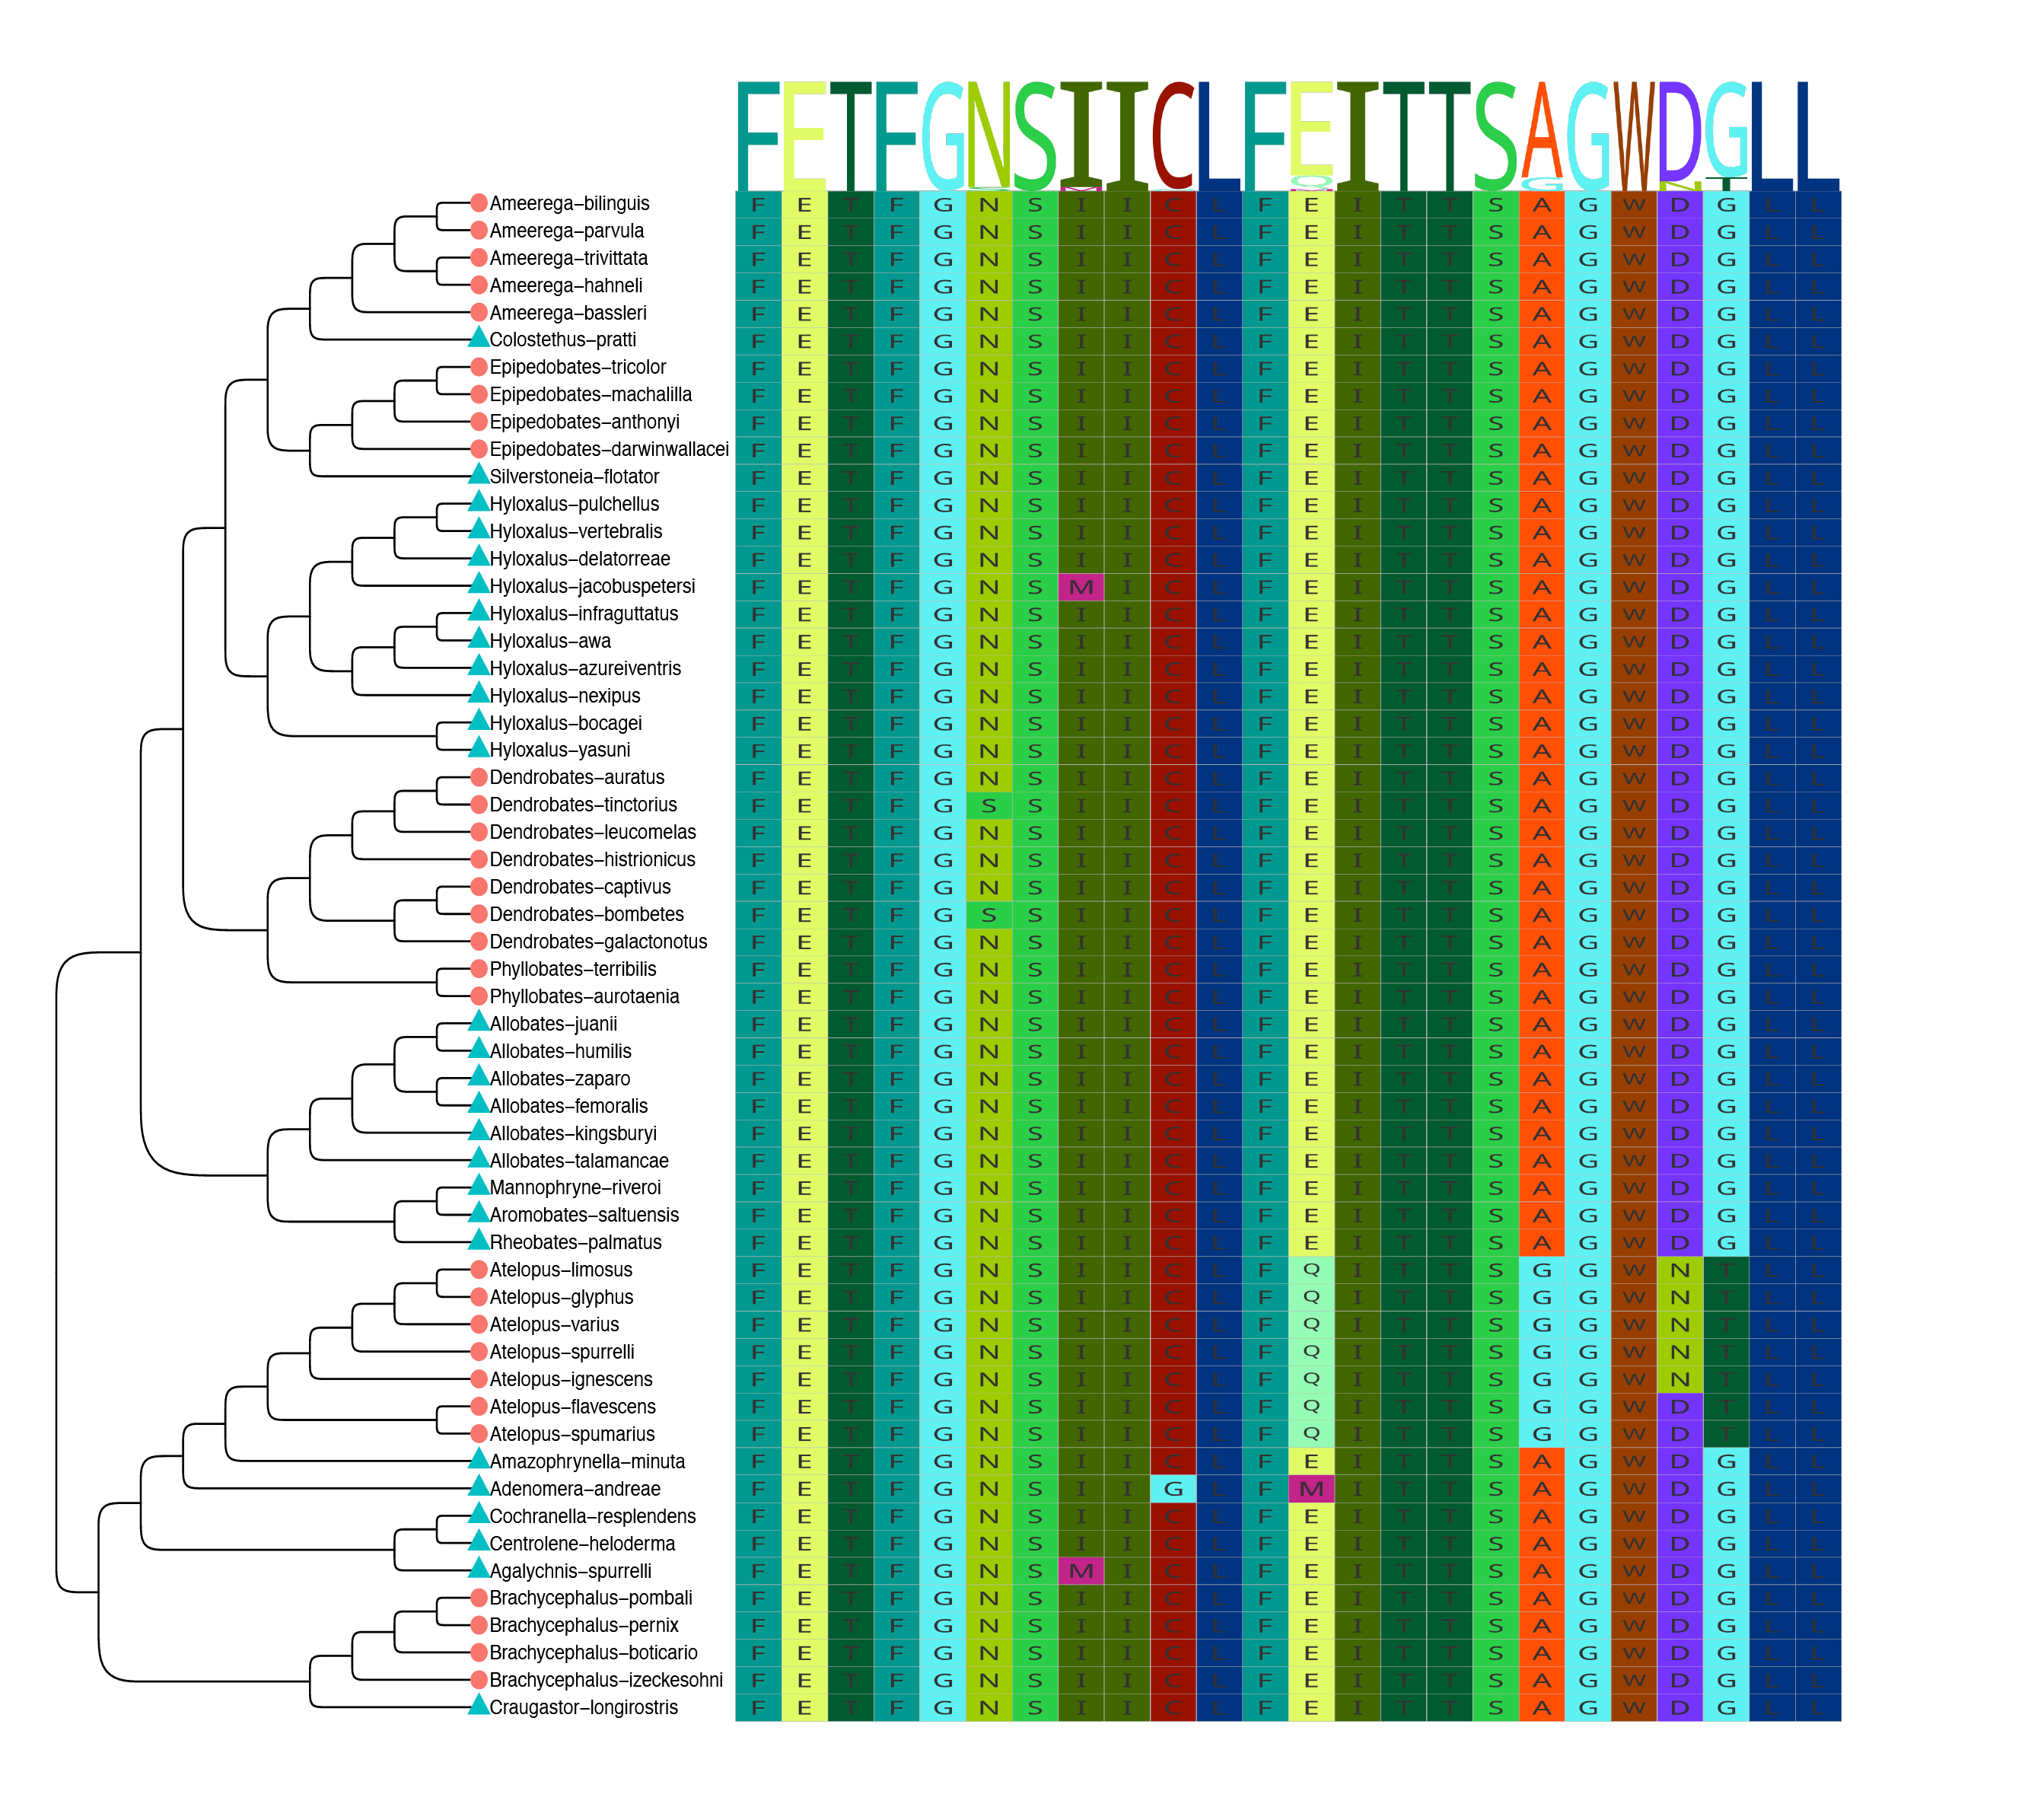 F E T F G N S I I C L F E I T T S A G W D G L L
M Q G N T
Ameerega–bilinguis F E T F G N S I I C L F E I T T S A G W D G L L
Ameerega–parvula F E T F G N S I I C L F E I T T S A G W D G L L
Ameerega–trivittata F E T F G N S I I C L F E I T T S A G W D G L L
Ameerega–hahneli F E T F G N S I I C L F E I T T S A G W D G L L
Ameerega–bassleri F E T F G N S I I C L F E I T T S A G W D G L L
Colostethus–pratti F E T F G N S I I C L F E I T T S A G W D G L L
Epipedobates–tricolor F E T F G N S I I C L F E I T T S A G W D G L L
Epipedobates–machalilla F E T F G N S I I C L F E I T T S A G W D G L L
Epipedobates–anthonyi F E T F G N S I I C L F E I T T S A G W D G L L
Epipedobates–darwinwallacei F E T F G N S I I C L F E I T T S A G W D G L L
Silverstoneia–flotator F E T F G N S I I C L F E I T T S A G W D G L L
Hyloxalus–pulchellus F E T F G N S I I C L F E I T T S A G W D G L L
Hyloxalus–vertebralis F E T F G N S I I C L F E I T T S A G W D G L L
Hyloxalus–delatorreae F E T F G N S I I C L F E I T T S A G W D G L L
Hyloxalus–jacobuspetersi F E T F G N S M I C L F E I T T S A G W D G L L
Hyloxalus–infraguttatus F E T F G N S I I C L F E I T T S A G W D G L L
Hyloxalus–awa F E T F G N S I I C L F E I T T S A G W D G L L
Hyloxalus–azureiventris F E T F G N S I I C L F E I T T S A G W D G L L
Hyloxalus–nexipus F E T F G N S I I C L F E I T T S A G W D G L L
Hyloxalus–bocagei F E T F G N S I I C L F E I T T S A G W D G L L
Hyloxalus–yasuni F E T F G N S I I C L F E I T T S A G W D G L L
Dendrobates–auratus F E T F G N S I I C L F E I T T S A G W D G L L
Dendrobates–tinctorius F E T F G S S I I C L F E I T T S A G W D G L L
Dendrobates–leucomelas F E T F G N S I I C L F E I T T S A G W D G L L
Dendrobates–histrionicus F E T F G N S I I C L F E I T T S A G W D G L L
Dendrobates–captivus F E T F G N S I I C L F E I T T S A G W D G L L
Dendrobates–bombetes F E T F G S S I I C L F E I T T S A G W D G L L
Dendrobates–galactonotus F E T F G N S I I C L F E I T T S A G W D G L L
Phyllobates–terribilis F E T F G N S I I C L F E I T T S A G W D G L L
Phyllobates–aurotaenia F E T F G N S I I C L F E I T T S A G W D G L L
Allobates–juanii F E T F G N S I I C L F E I T T S A G W D G L L
Allobates–humilis F E T F G N S I I C L F E I T T S A G W D G L L
Allobates–zaparo F E T F G N S I I C L F E I T T S A G W D G L L
Allobates–femoralis F E T F G N S I I C L F E I T T S A G W D G L L
Allobates–kingsburyi F E T F G N S I I C L F E I T T S A G W D G L L
Allobates–talamancae F E T F G N S I I C L F E I T T S A G W D G L L
Mannophryne–riveroi F E T F G N S I I C L F E I T T S A G W D G L L
Aromobates–saltuensis F E T F G N S I I C L F E I T T S A G W D G L L
Rheobates–palmatus F E T F G N S I I C L F E I T T S A G W D G L L
Atelopus–limosus F E T F G N S I I C L F Q I T T S G G W N T L L
Atelopus–glyphus F E T F G N S I I C L F Q I T T S G G W N T L L
Atelopus–varius F E T F G N S I I C L F Q I T T S G G W N T L L
Atelopus–spurrelli F E T F G N S I I C L F Q I T T S G G W N T L L
Atelopus–ignescens F E T F G N S I I C L F Q I T T S G G W N T L L
Atelopus–flavescens F E T F G N S I I C L F Q I T T S G G W D T L L
Atelopus–spumarius F E T F G N S I I C L F Q I T T S G G W D T L L
Amazophrynella–minuta F E T F G N S I I C L F E I T T S A G W D G L L
Adenomera–andreae F E T F G N S I I G L F M I T T S A G W D G L L
Cochranella–resplendens F E T F G N S I I C L F E I T T S A G W D G L L
Centrolene–heloderma F E T F G N S I I C L F E I T T S A G W D G L L
Agalychnis–spurrelli F E T F G N S M I C L F E I T T S A G W D G L L
Brachycephalus–pombali F E T F G N S I I C L F E I T T S A G W D G L L
Brachycephalus–pernix F E T F G N S I I C L F E I T T S A G W D G L L
Brachycephalus–boticario F E T F G N S I I C L F E I T T S A G W D G L L
Brachycephalus–izeckesohni F E T F G N S I I C L F E I T T S A G W D G L L
Craugastor–longirostris F E T F G N S I I C L F E I T T S A G W D G L L